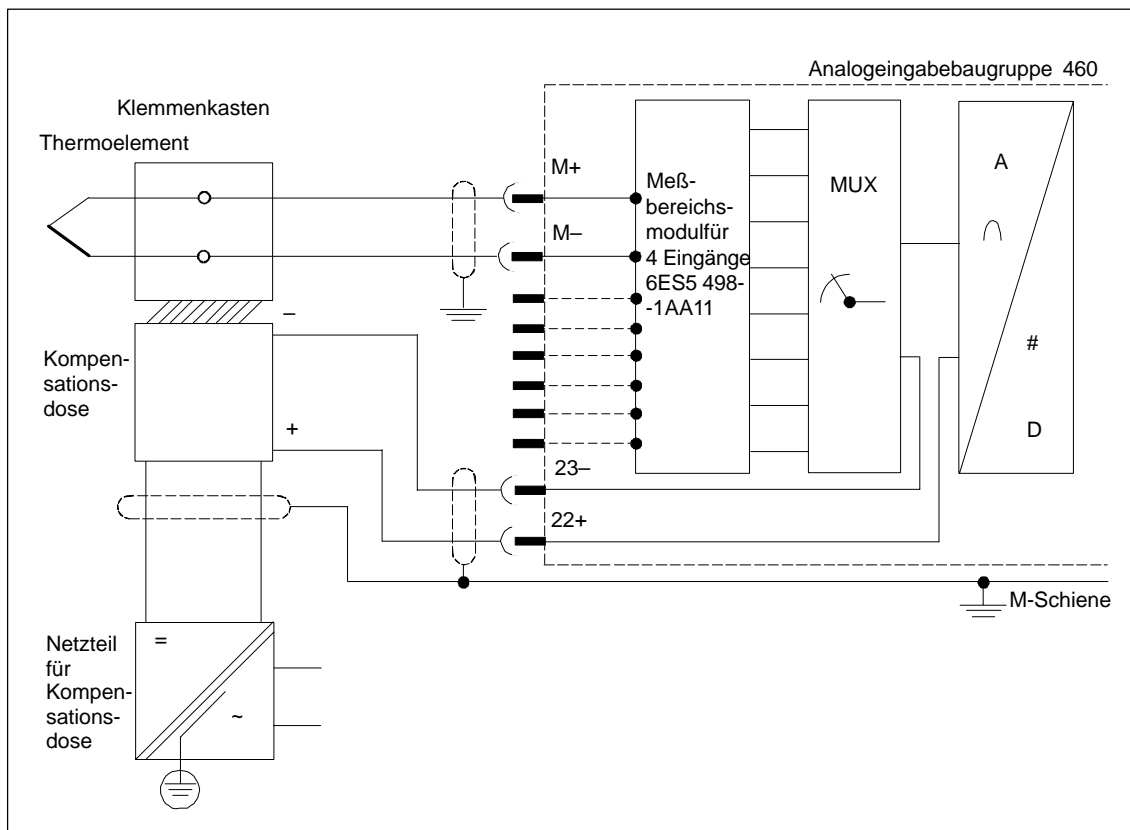 Analogeingabebaugruppe 460
Klemmenkasten
Thermoelement
M+
M–
Meß-
bereichs-
modulfür
4 Eingänge
6ES5 498-
-1AA11
MUX
A
∩
#
D
–
Kompen-
sations-
dose
+
23–
22+
M-Schiene
Netzteil
für
Kompen-
sations-
dose
=
~